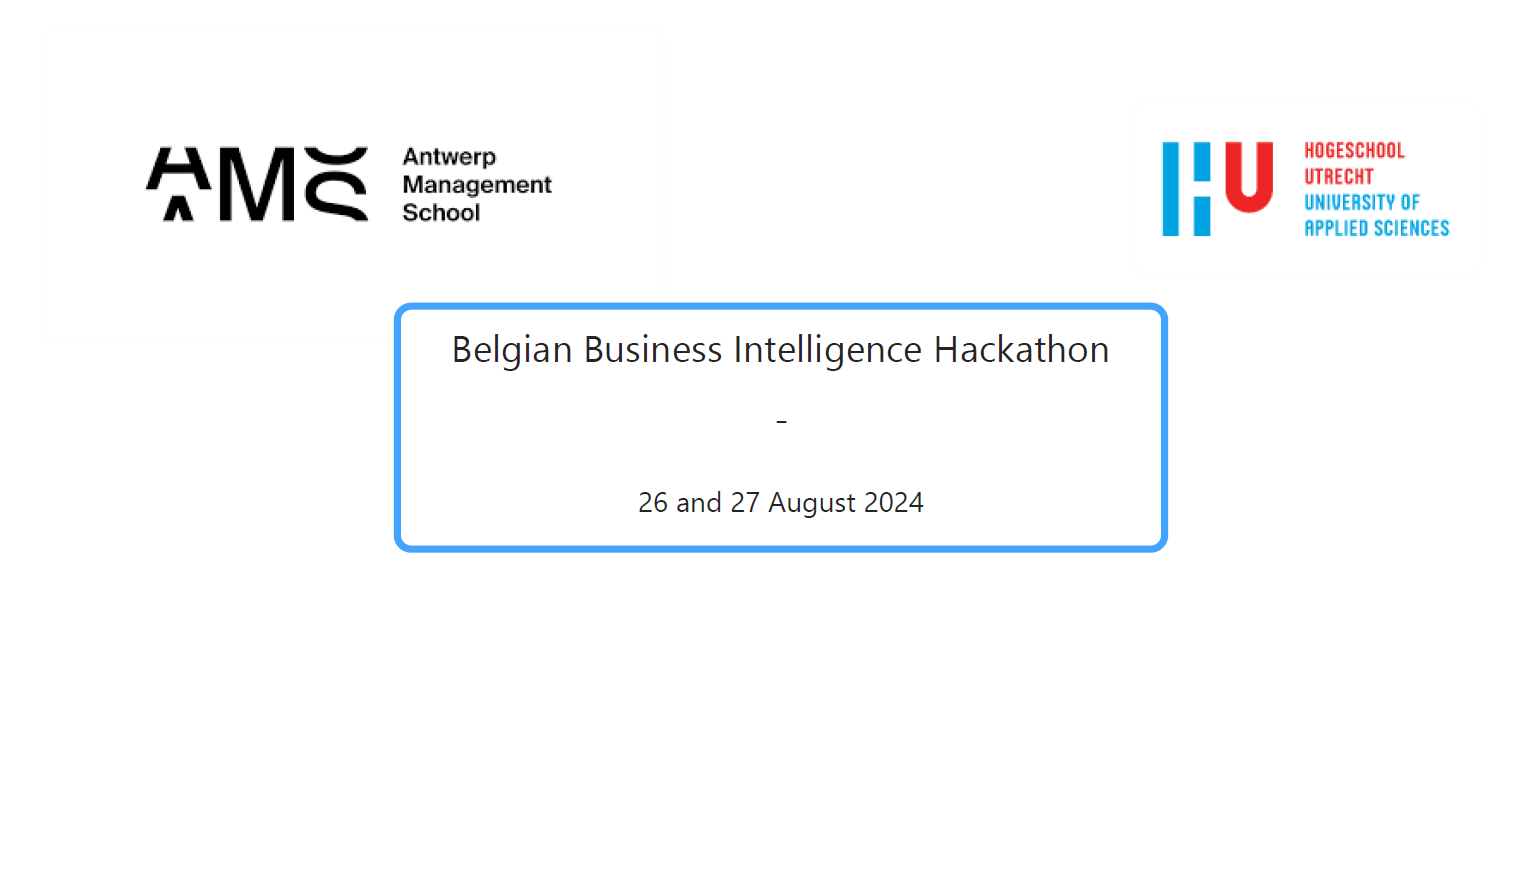 AMS
Antwerp
Management
School
HU
HOGESCHOOL
UTRECHT
UNIVERSITY OF
APPLIED SCIENCES
Belgian Business Intelligence Hackathon
-
26 and 27 August 2024